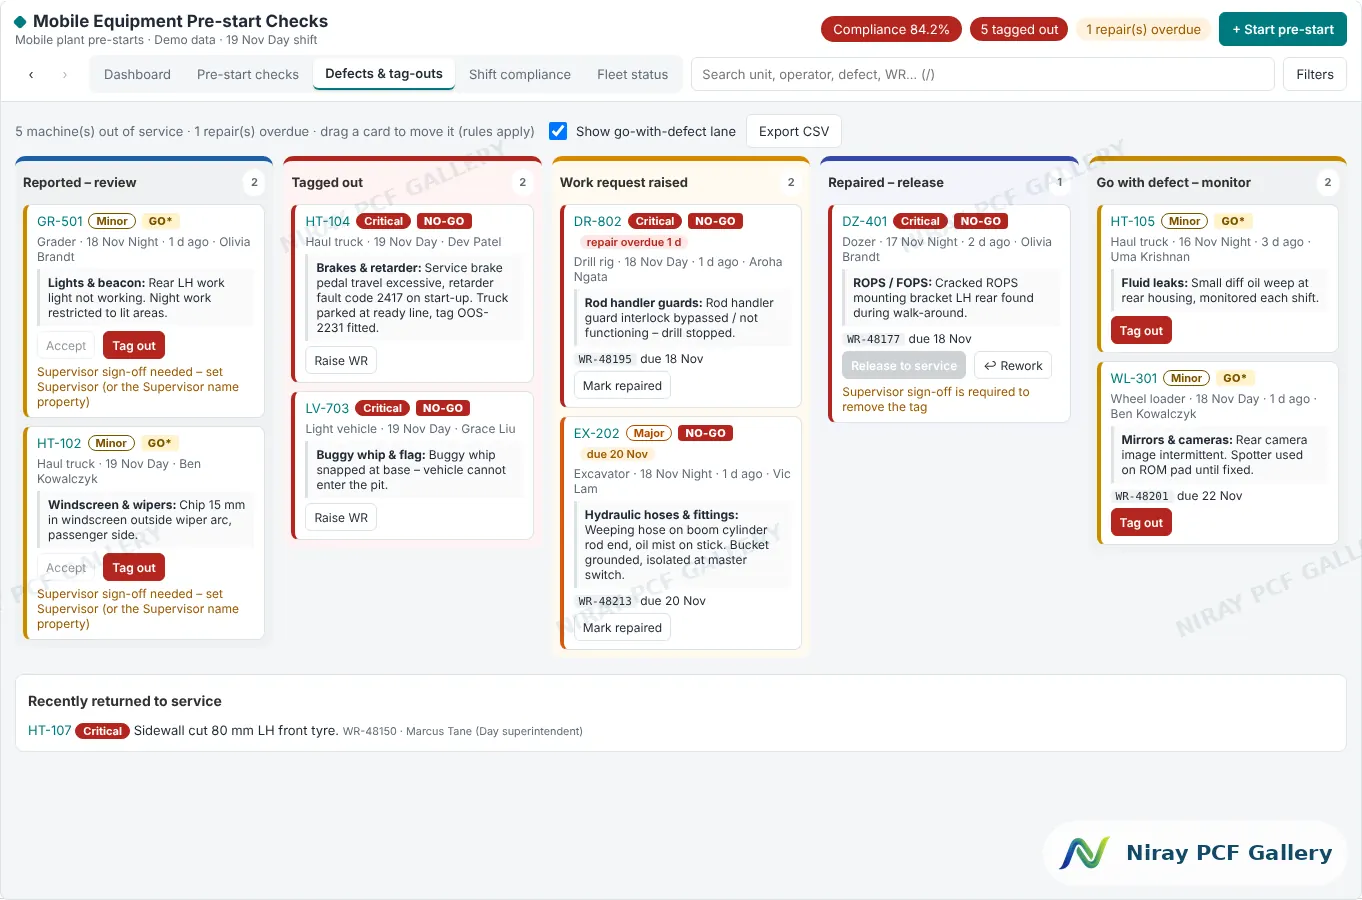 Mobile Equipment Pre-start Checks
Mobile plant pre-starts · Demo data · 19 Nov Day shift
Compliance 84.2%
5 tagged out
1 repair(s) overdue
+ Start pre-start
‹ ›
Dashboard
Pre-start checks
Defects & tag-outs
Shift compliance
Fleet status
Search unit, operator, defect, WR... (/)
Filters
5 machine(s) out of service · 1 repair(s) overdue · drag a card to move it (rules apply)
Show go-with-defect lane
Export CSV
Reported – review 2
GR-501 Minor GO*
Grader · 18 Nov Night · 1 d ago · Olivia
Brandt
Lights & beacon: Rear LH work
light not working. Night work
restricted to lit areas.
Accept Tag out
Supervisor sign-off needed – set
Supervisor (or the Supervisor name
property)
HT-102 Minor GO*
Haul truck · 19 Nov Day · Ben
Kowalczyk
Windscreen & wipers: Chip 15 mm
in windscreen outside wiper arc,
passenger side.
Accept Tag out
Supervisor sign-off needed – set
Supervisor (or the Supervisor name
property)
Tagged out 2
HT-104 Critical NO-GO
Haul truck · 19 Nov Day · Dev Patel
Brakes & retarder: Service brake
pedal travel excessive, retarder
fault code 2417 on start-up. Truck
parked at ready line, tag OOS-
2231 fitted.
Raise WR
LV-703 Critical NO-GO
Light vehicle · 19 Nov Day · Grace Liu
Buggy whip & flag: Buggy whip
snapped at base – vehicle cannot
enter the pit.
Raise WR
Work request raised 2
DR-802 Critical NO-GO
repair overdue 1 d
Drill rig · 18 Nov Day · 1 d ago · Aroha
Ngata
Rod handler guards: Rod handler
guard interlock bypassed / not
functioning – drill stopped.
WR-48195 due 18 Nov
Mark repaired
EX-202 Major NO-GO
due 20 Nov
Excavator · 18 Nov Night · 1 d ago · Vic
Lam
Hydraulic hoses & fittings:
Weeping hose on boom cylinder
rod end, oil mist on stick. Bucket
grounded, isolated at master
switch.
WR-48213 due 20 Nov
Mark repaired
Repaired – release 1
DZ-401 Critical NO-GO
Dozer · 17 Nov Night · 2 d ago · Olivia
Brandt
ROPS / FOPS: Cracked ROPS
mounting bracket LH rear found
during walk-around.
WR-48177 due 18 Nov
Release to service ↩ Rework
Supervisor sign-off is required to
remove the tag
Go with defect – monitor 2
HT-105 Minor GO*
Haul truck · 16 Nov Night · 3 d ago ·
Uma Krishnan
Fluid leaks: Small diff oil weep at
rear housing, monitored each shift.
Tag out
WL-301 Minor GO*
Wheel loader · 18 Nov Day · 1 d ago ·
Ben Kowalczyk
Mirrors & cameras: Rear camera
image intermittent. Spotter used
on ROM pad until fixed.
WR-48201 due 22 Nov
Tag out
Recently returned to service
HT-107 Critical Sidewall cut 80 mm LH front tyre. WR-48150 · Marcus Tane (Day superintendent)
NIRAY PCF GALLERY
NIRAY PCF GALLERY
NIRAY PCF GALLERY
NIRAY PCF GALLERY
NIRAY PCF GALLERY
Niray PCF Gallery